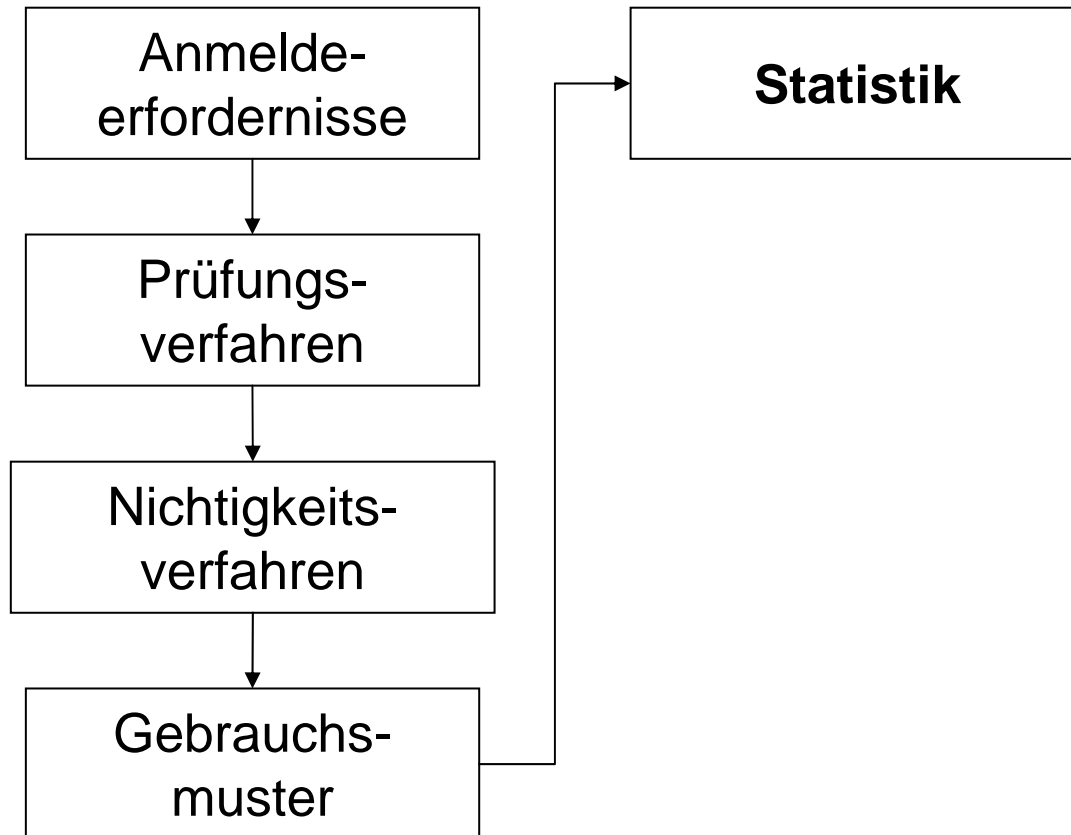 Anmelde-
erfordernisse
Prüfungs-
verfahren
Nichtigkeits-
verfahren
Gebrauchs-
muster
Statistik